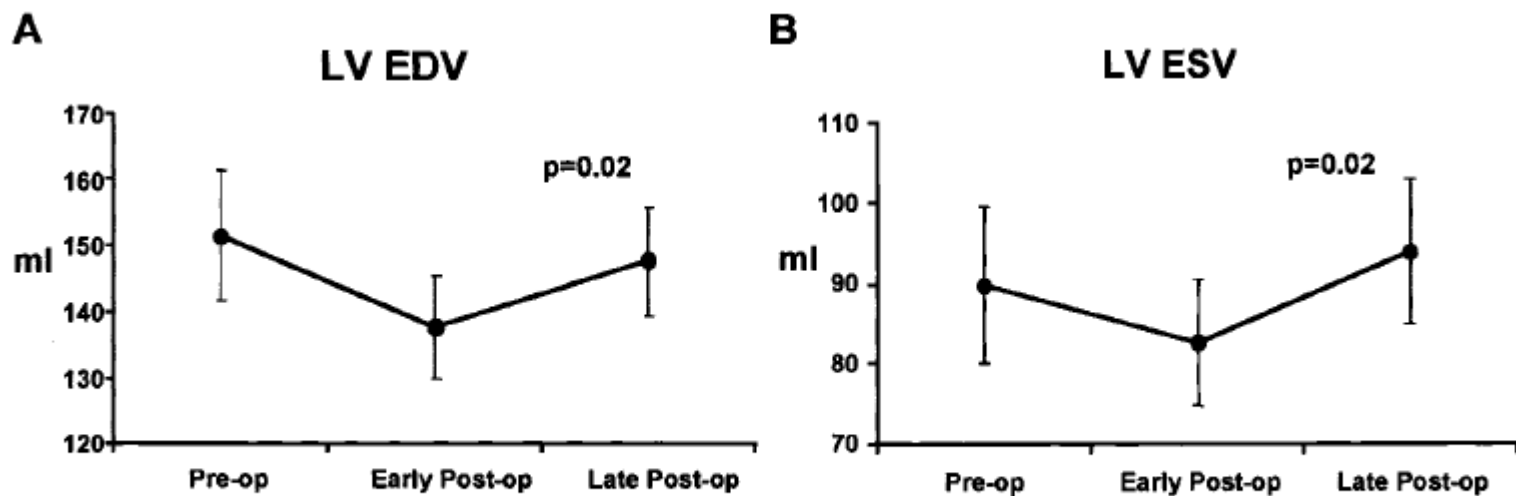 A
LV EDV
170
160
150
140
130
120
ml
p=0.02
Pre-op Early Post-op Late Post-op
B
LV ESV
110
100
90
80
70
ml
p=0.02
Pre-op Early Post-op Late Post-op